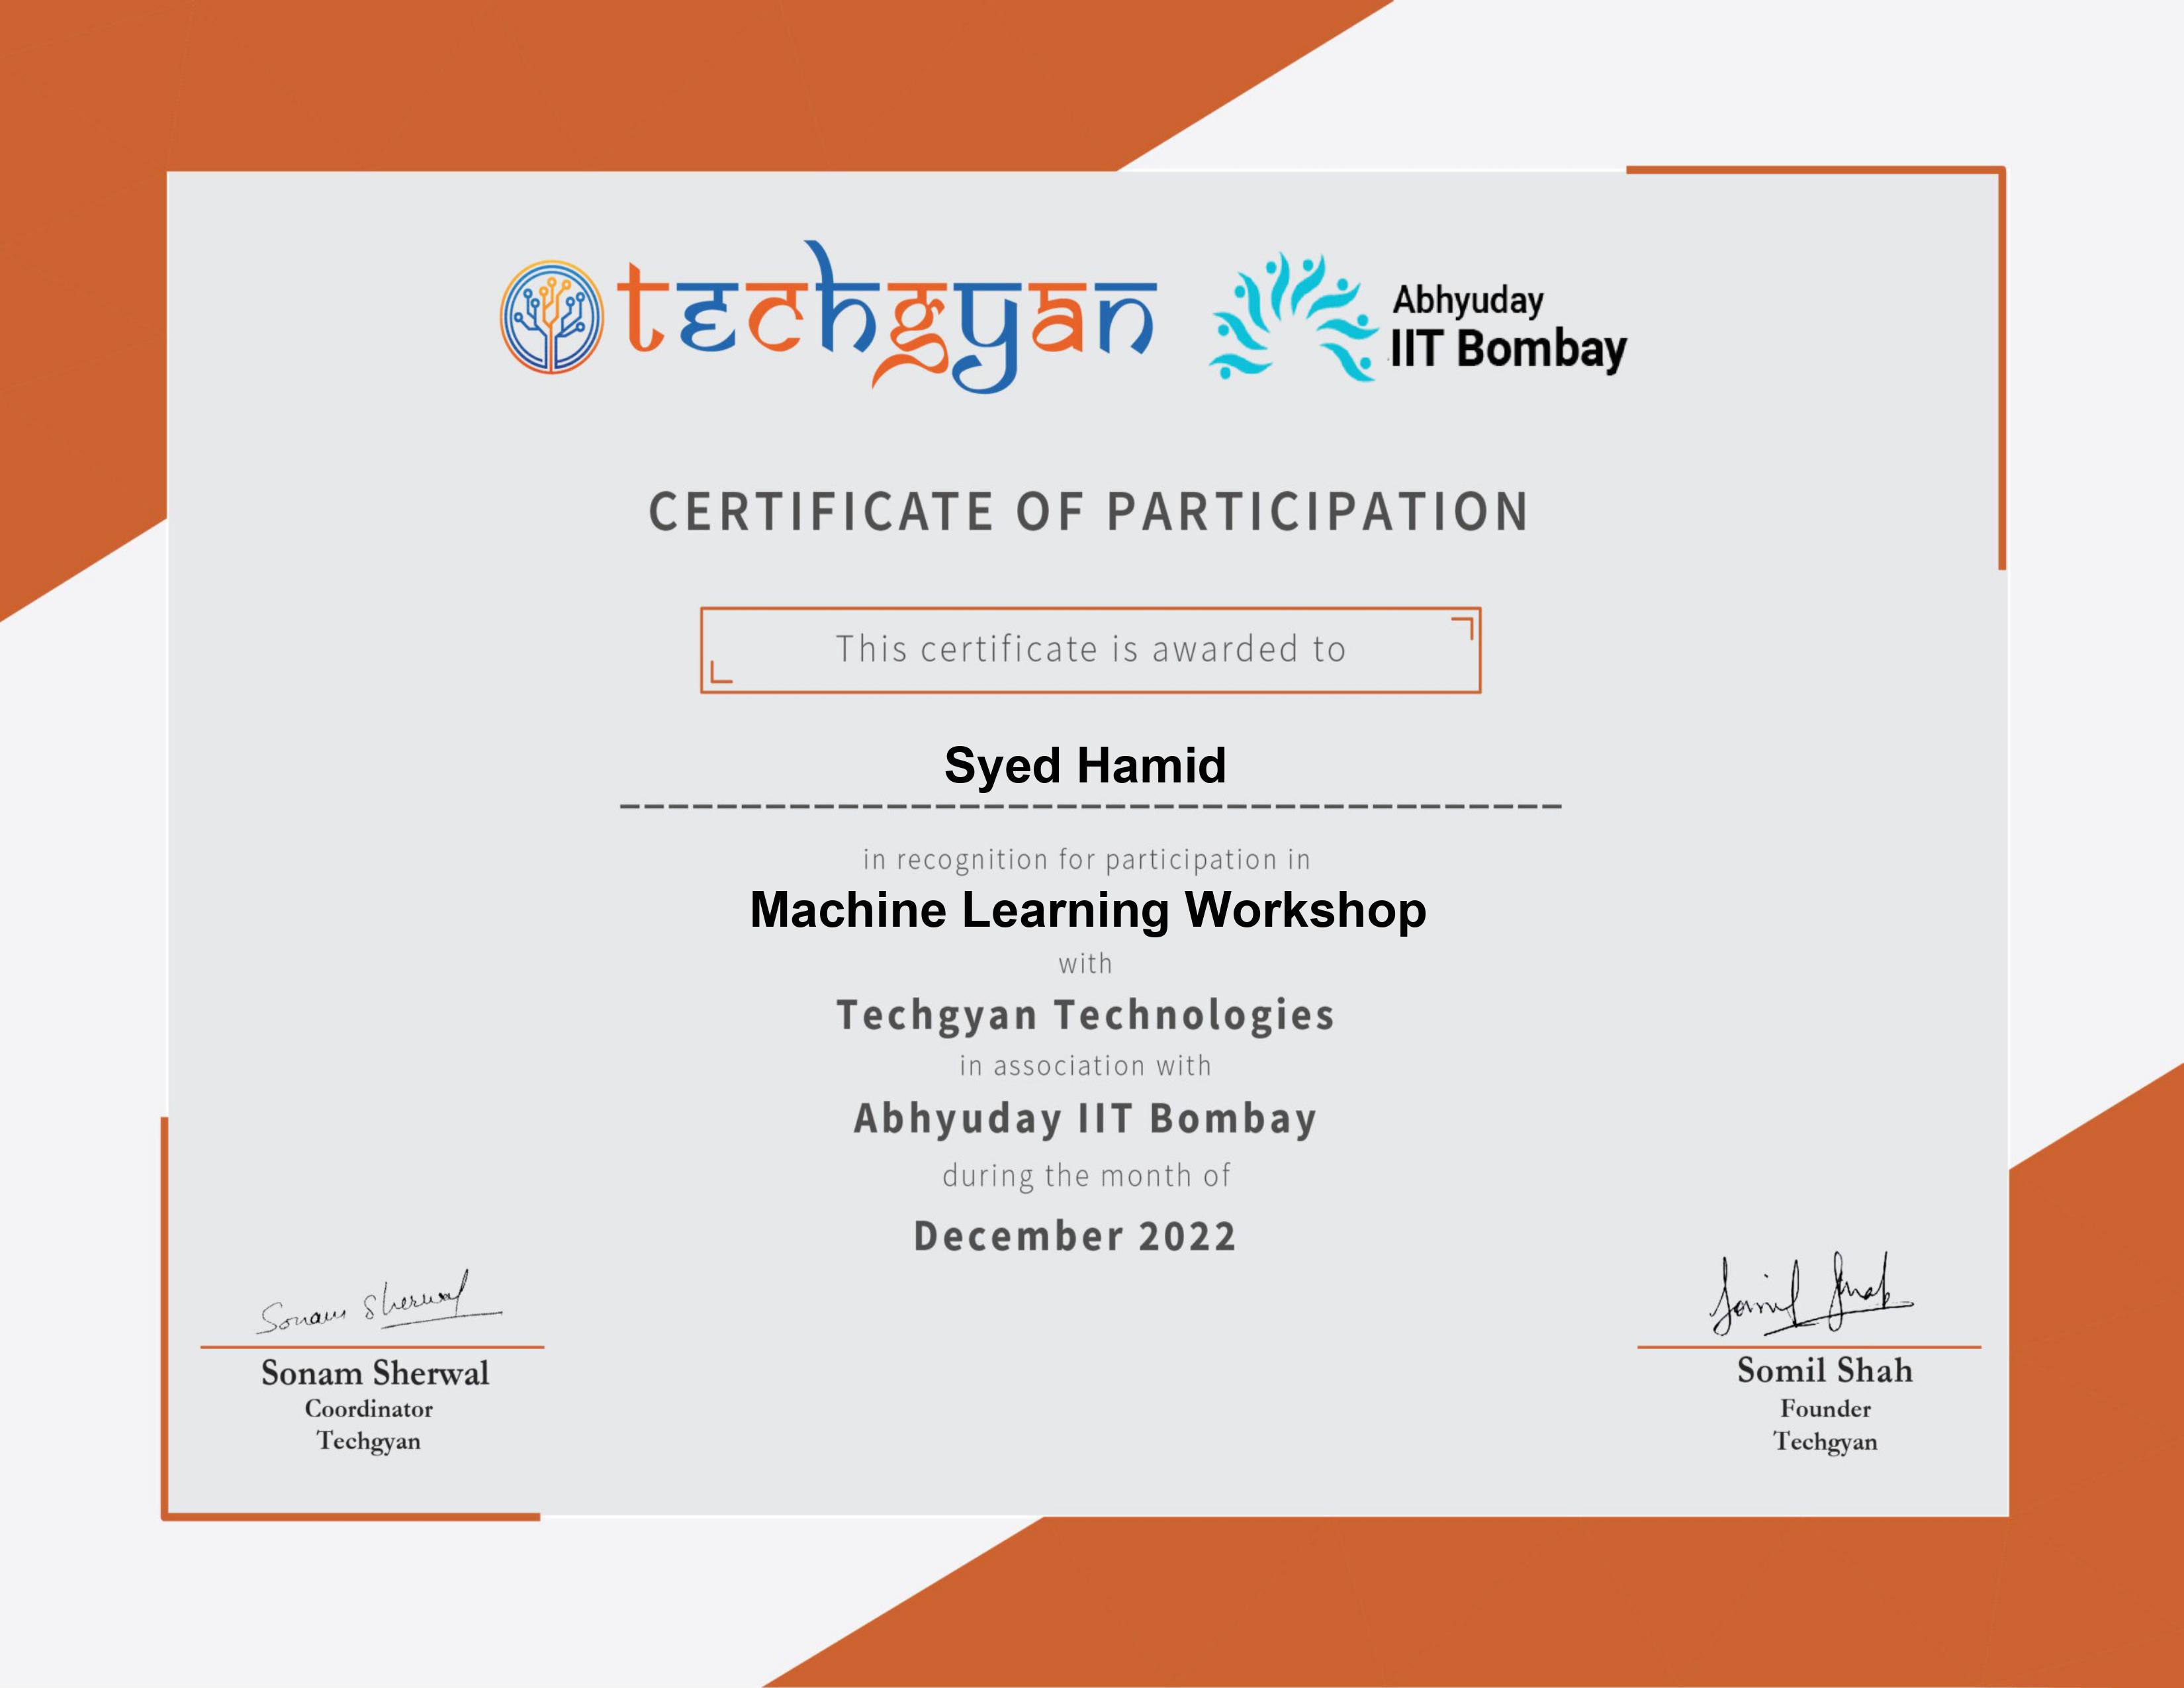 techgyan
Abhyuday
IIT Bombay
CERTIFICATE OF PARTICIPATION
This certificate is awarded to
Syed Hamid
in recognition for participation in
Machine Learning Workshop
with
Techgyan Technologies
in association with
Abhyuday IIT Bombay
during the month of
December 2022
Sonam Sherwal
Sonam Sherwal
Coordinator
Techgyan
Somil Shah
Somil Shah
Founder
Techgyan